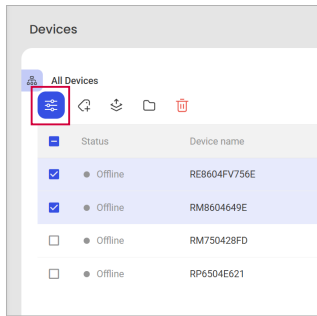 Devices
All Devices
Status Device name
Offline RE8604FV756E
Offline RM8604649E
Offline RM750428FD
Offline RP6504E621